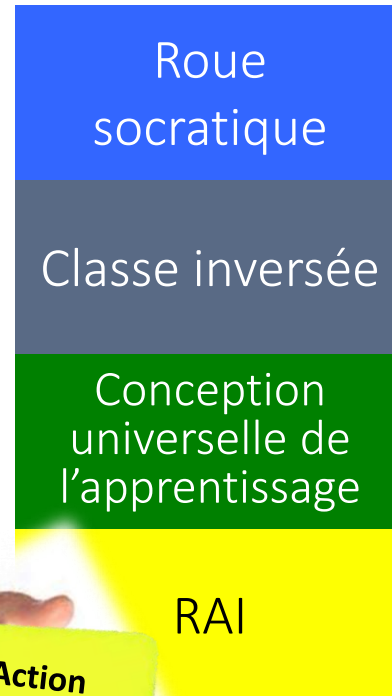 Roue
socratique
Classe inversée
Conception
universelle de
l’apprentissage
RAI
Action